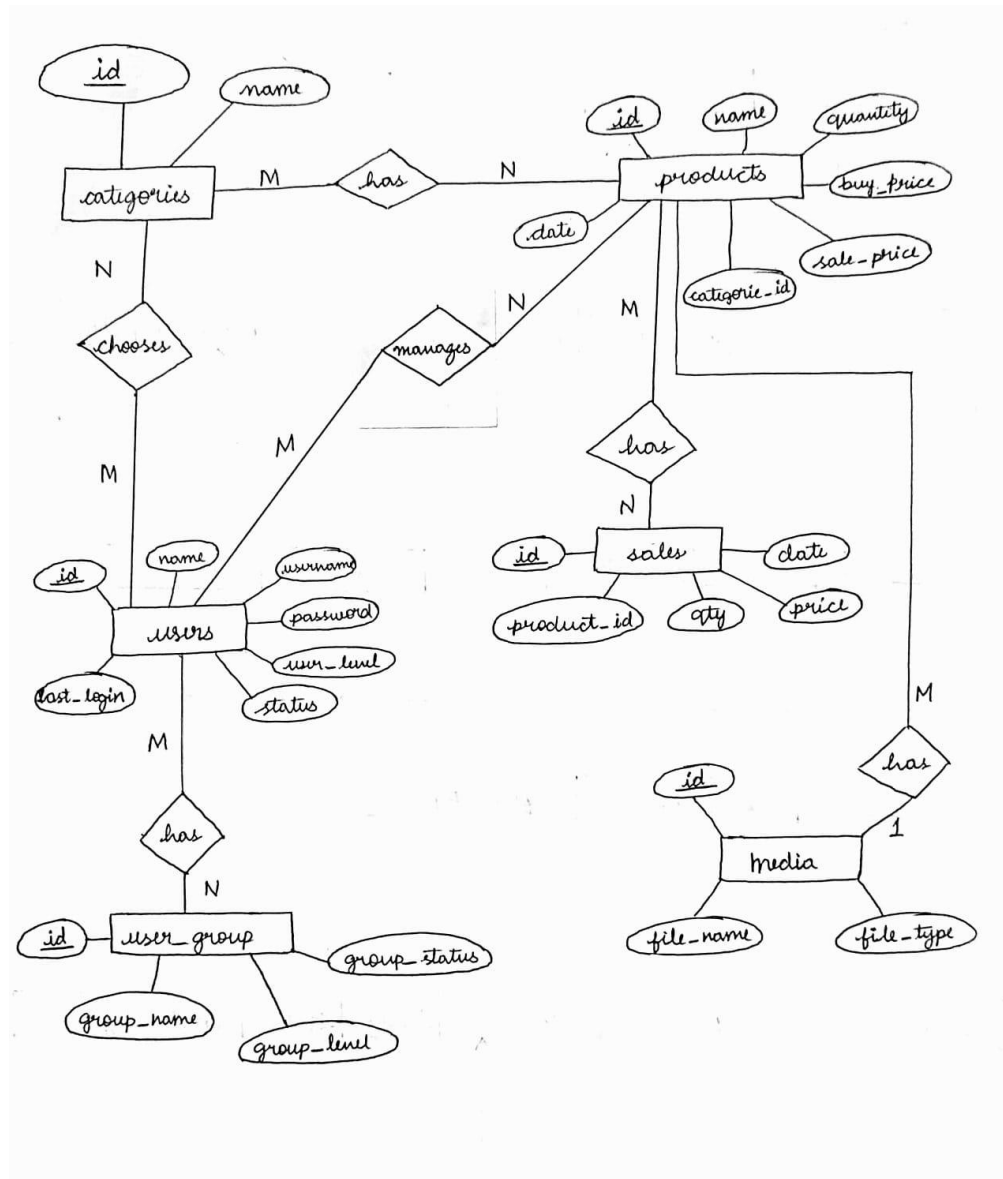 id
name
id
name
quantity
categories
M
has
N
products
buy_price
date
sale_price
categorie_id
N
N
M
chooses
manages
M
has
M
N
id
name
username
id
sales
date
users
password
product_id
qty
price
last_login
user_level
status
M
M
id
has
has
1
media
N
id
user_group
group_status
file_name
file_type
group_name
group_level